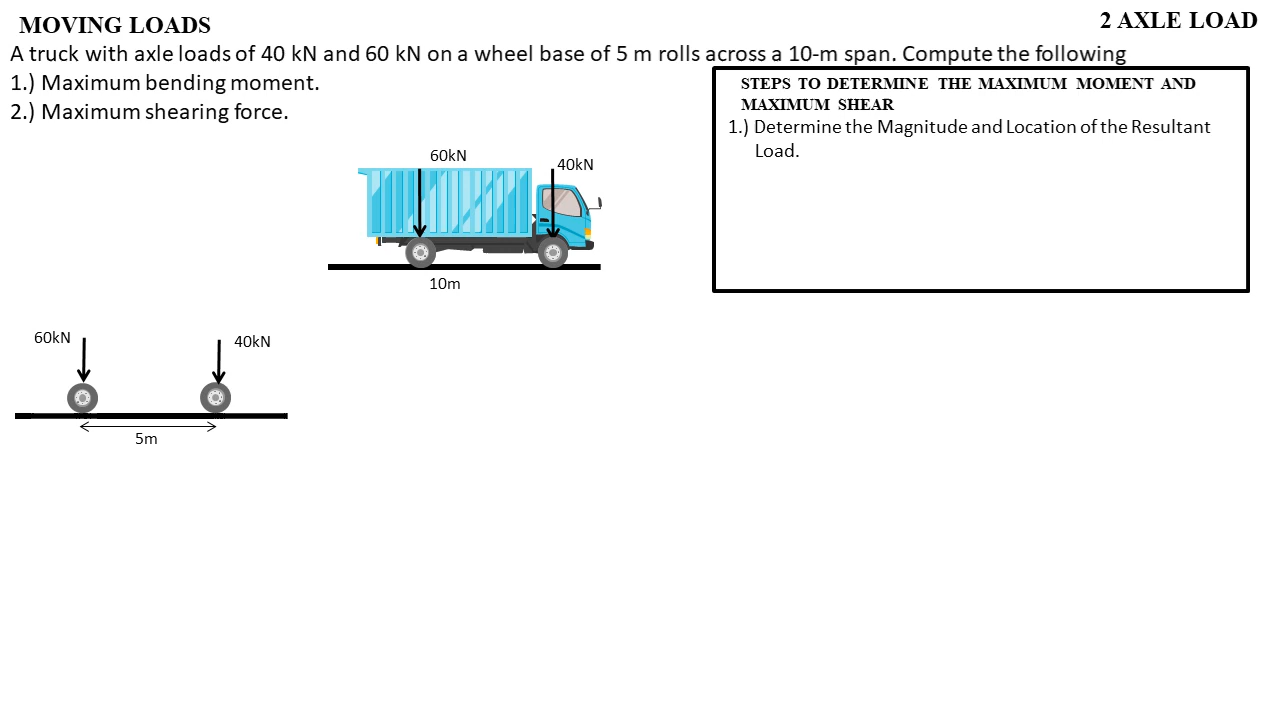 MOVING LOADS
2 AXLE LOAD
A truck with axle loads of 40 kN and 60 kN on a wheel base of 5 m rolls across a 10-m span. Compute the following
1.) Maximum bending moment.
2.) Maximum shearing force.
STEPS TO DETERMINE THE MAXIMUM MOMENT AND
MAXIMUM SHEAR
1.) Determine the Magnitude and Location of the Resultant
Load.
60kN
40kN
10m
60kN
40kN
5m